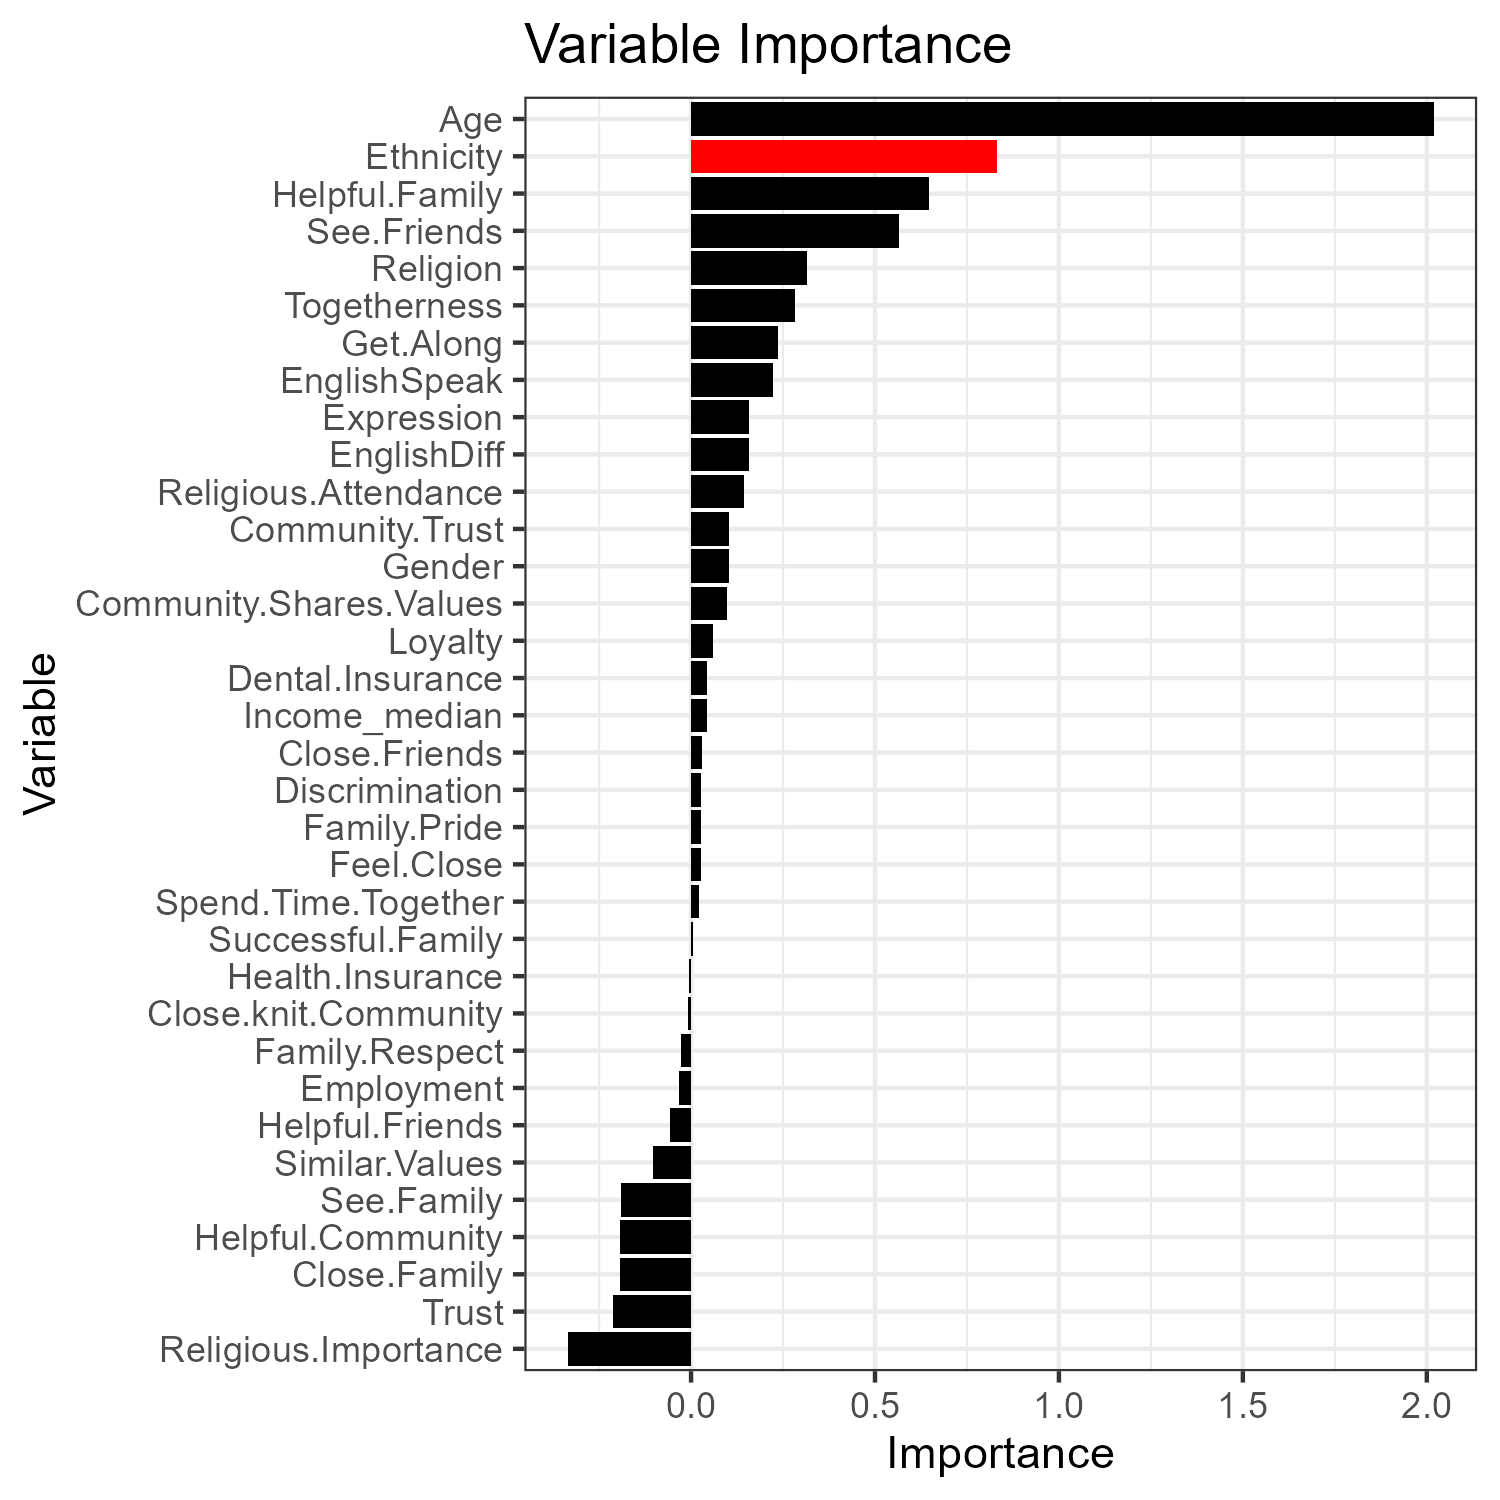 Variable Importance
Age
Ethnicity
Helpful.Family
See.Friends
Religion
Togetherness
Get.Along
EnglishSpeak
Expression
EnglishDiff
Religious.Attendance
Community.Trust
Gender
Community.Shares.Values
Loyalty
Dental.Insurance
Income_median
Close.Friends
Discrimination
Family.Pride
Feel.Close
Spend.Time.Together
Successful.Family
Health.Insurance
Close.knit.Community
Family.Respect
Employment
Helpful.Friends
Similar.Values
See.Family
Helpful.Community
Close.Family
Trust
Religious.Importance
Variable
0.0 0.5 1.0 1.5 2.0
Importance